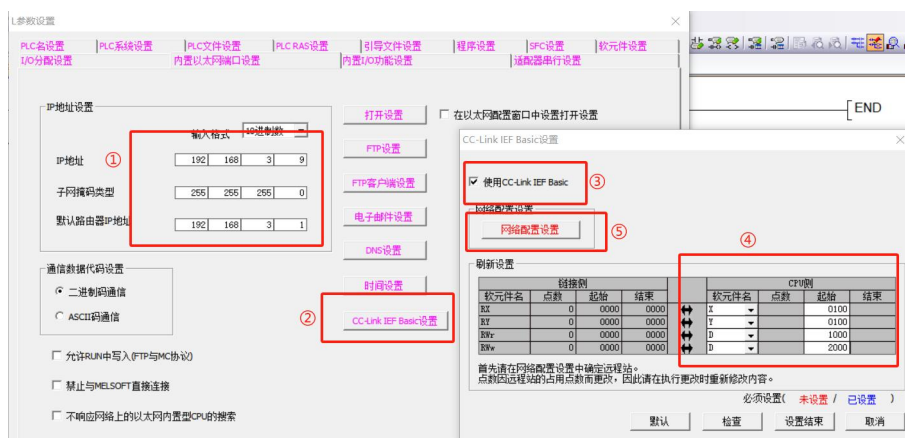 L参数设置
PLC名设置 PLC系统设置 PLC文件设置 PLC RAS设置 引导文件设置 程序设置 SFC设置 软元件设置
I/O分配设置 内置以太网端口设置 内置I/O功能设置 适配器串行设置
IP地址设置
输入格式 10进制数
IP地址 ① 192 168 3 9
子网掩码类型 255 255 255 0
默认路由器IP地址 192 168 3 1
通信数据代码设置
二进制码通信
ASCII码通信
允许RUN中写入(FTP与MC协议)
禁止与MELSOFT直接连接
不响应网络上的以太网内置型CPU的搜索
打开设置
FTP设置
FTP客户端设置
电子邮件设置
DNS设置
时间设置
② CC-Link IEF Basic设置
在以太网配置窗口中设置打开设置
END
CC-Link IEF Basic设置
使用CC-Link IEF Basic ③
网络配置设置
网络配置设置 ⑤
④
刷新设置
链接侧 CPU侧
软元件名 点数 起始 结束 软元件名 点数 起始 结束
RX 0 0000 0000 X 0100
RY 0 0000 0000 Y 0100
RWr 0 0000 0000 D 1000
RWw 0 0000 0000 D 2000
首先请在网络配置设置中确定远程站。
点数因远程站的占用点数而更改，因此请在执行更改时重新修改内容。
必须设置( 未设置 / 已设置 )
默认 检查 设置结束 取消